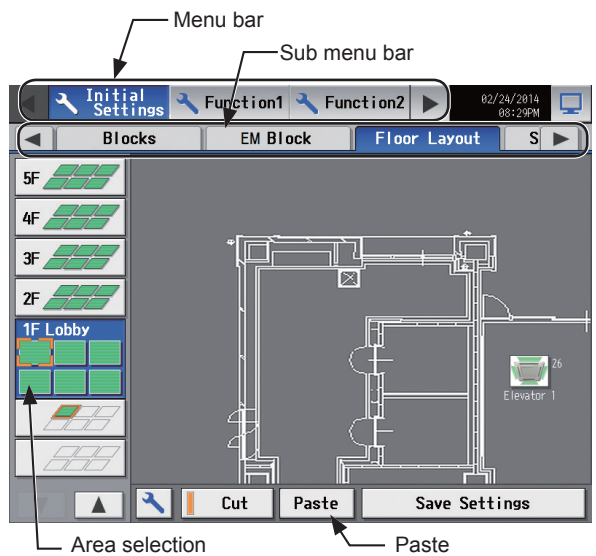 Menu bar
Sub menu bar
Initial Settings Function1 Function2 02/24/2014 08:29PM
Blocks EM Block Floor Layout S
5F
4F
3F
2F
1F Lobby
26
Elevator 1
Cut Paste Save Settings
Area selection Paste